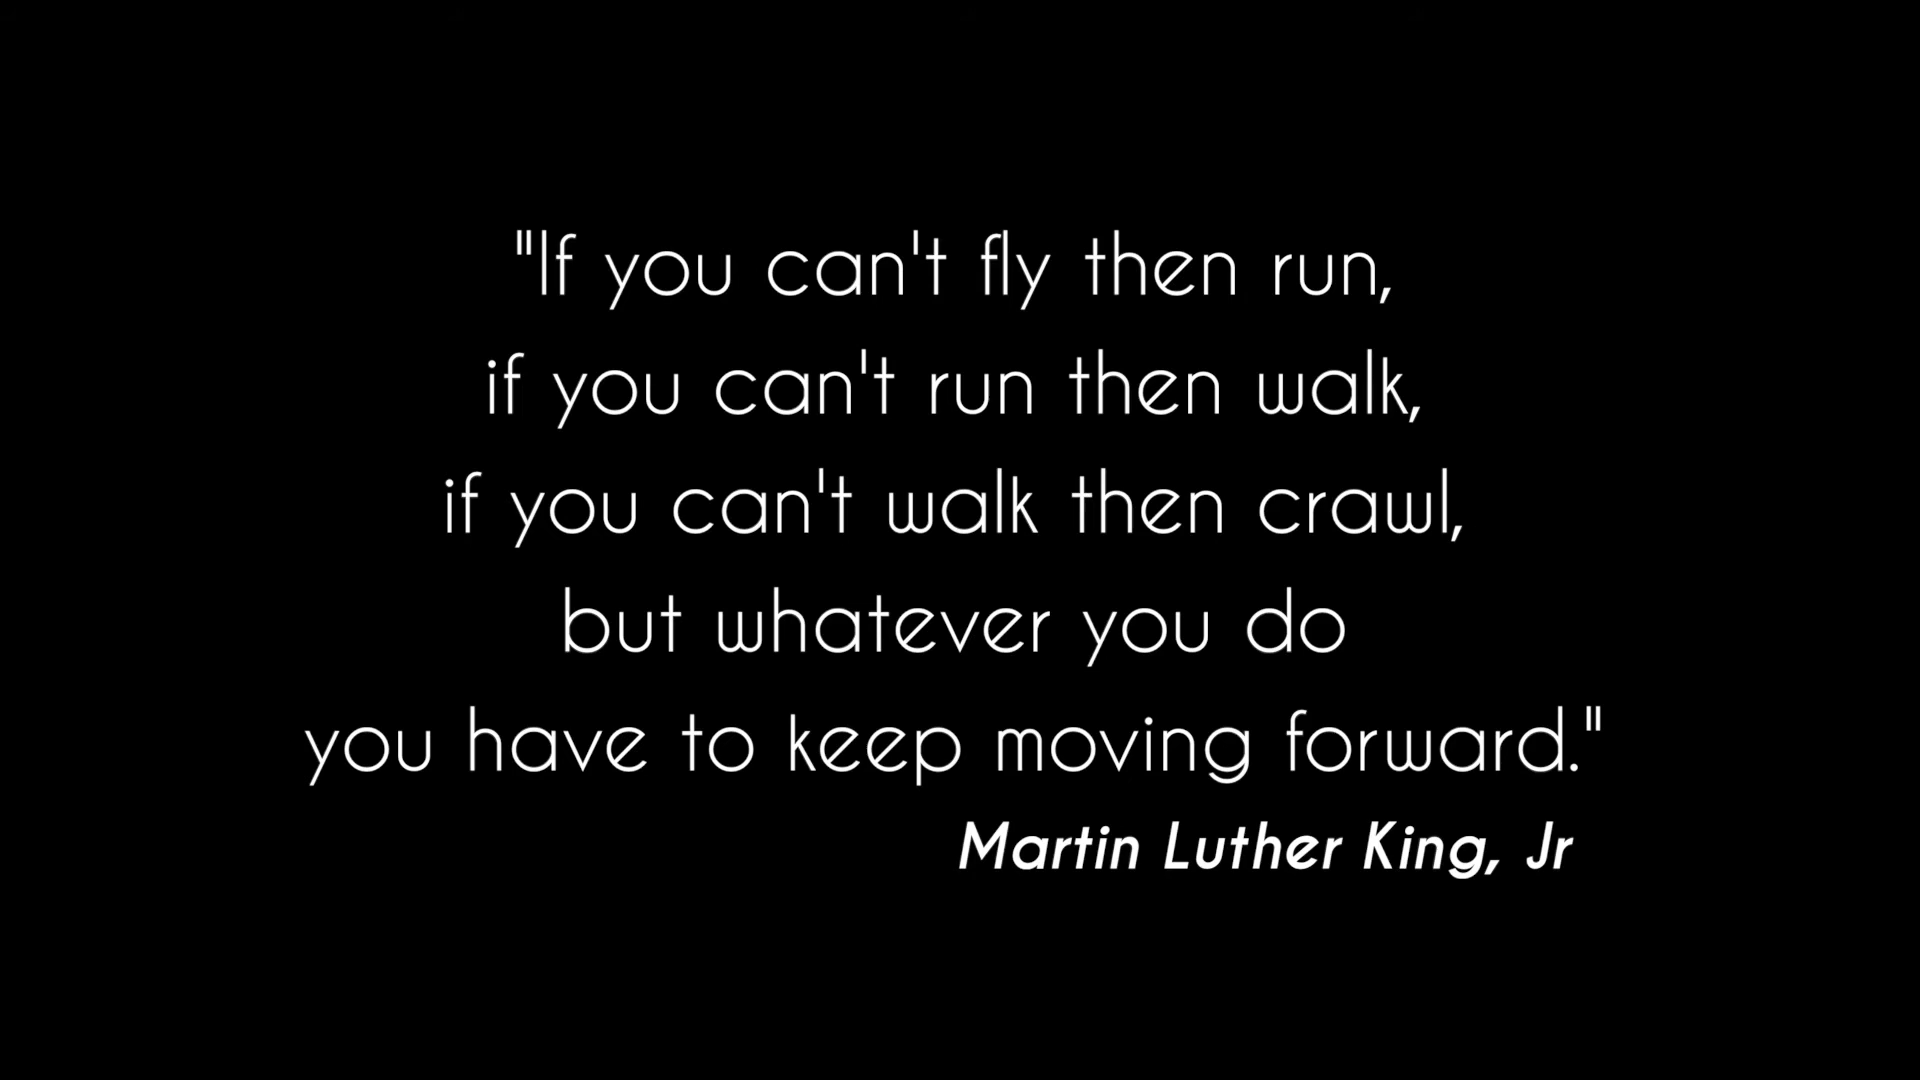 "If you can't fly then run,
if you can't run then walk,
if you can't walk then crawl,
but whatever you do
you have to keep moving forward."
Martin Luther King, Jr